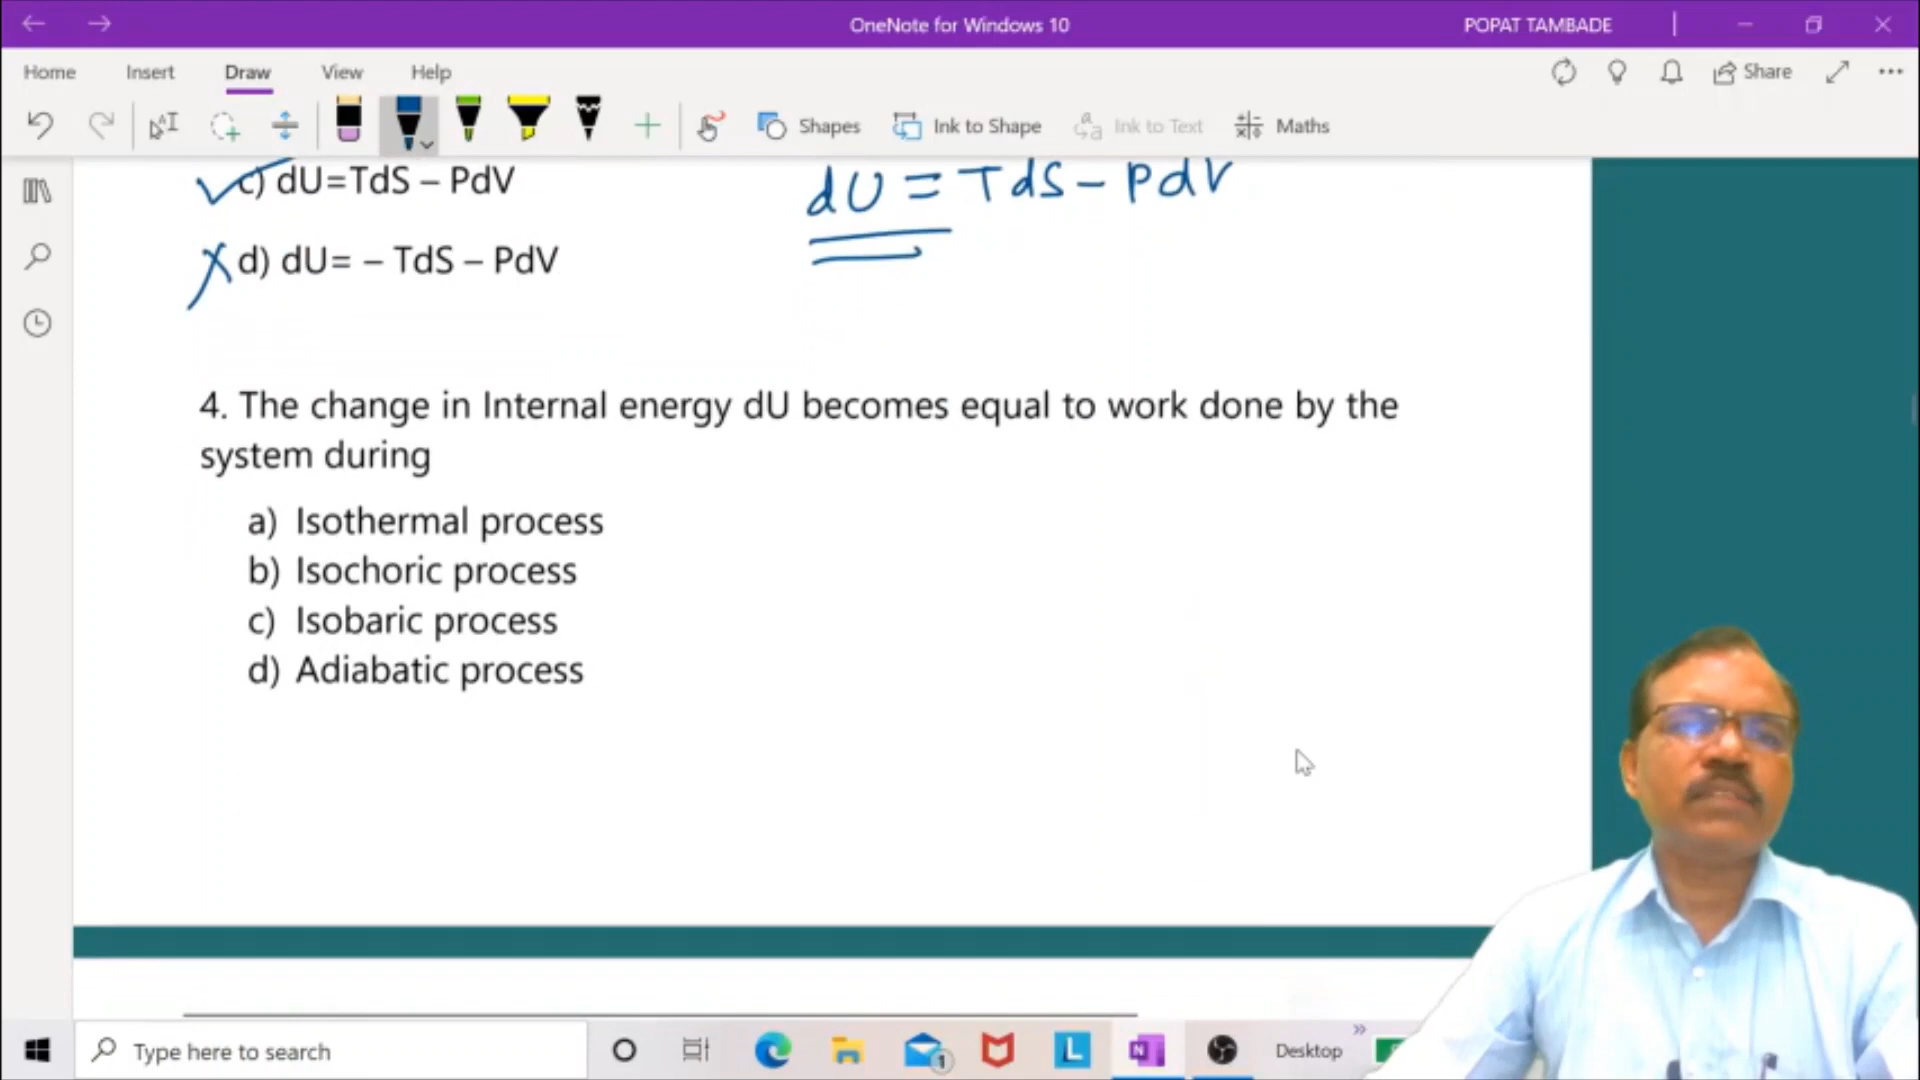 OneNote for Windows 10
POPAT TAMBADE
Home Insert Draw View Help
Share
Shapes Ink to Shape Ink to Text Maths
c) dU=TdS – PdV
dU = TdS – PdV
d) dU= – TdS – PdV
4. The change in Internal energy dU becomes equal to work done by the
system during
a) Isothermal process
b) Isochoric process
c) Isobaric process
d) Adiabatic process
Type here to search
1
L
N
Desktop